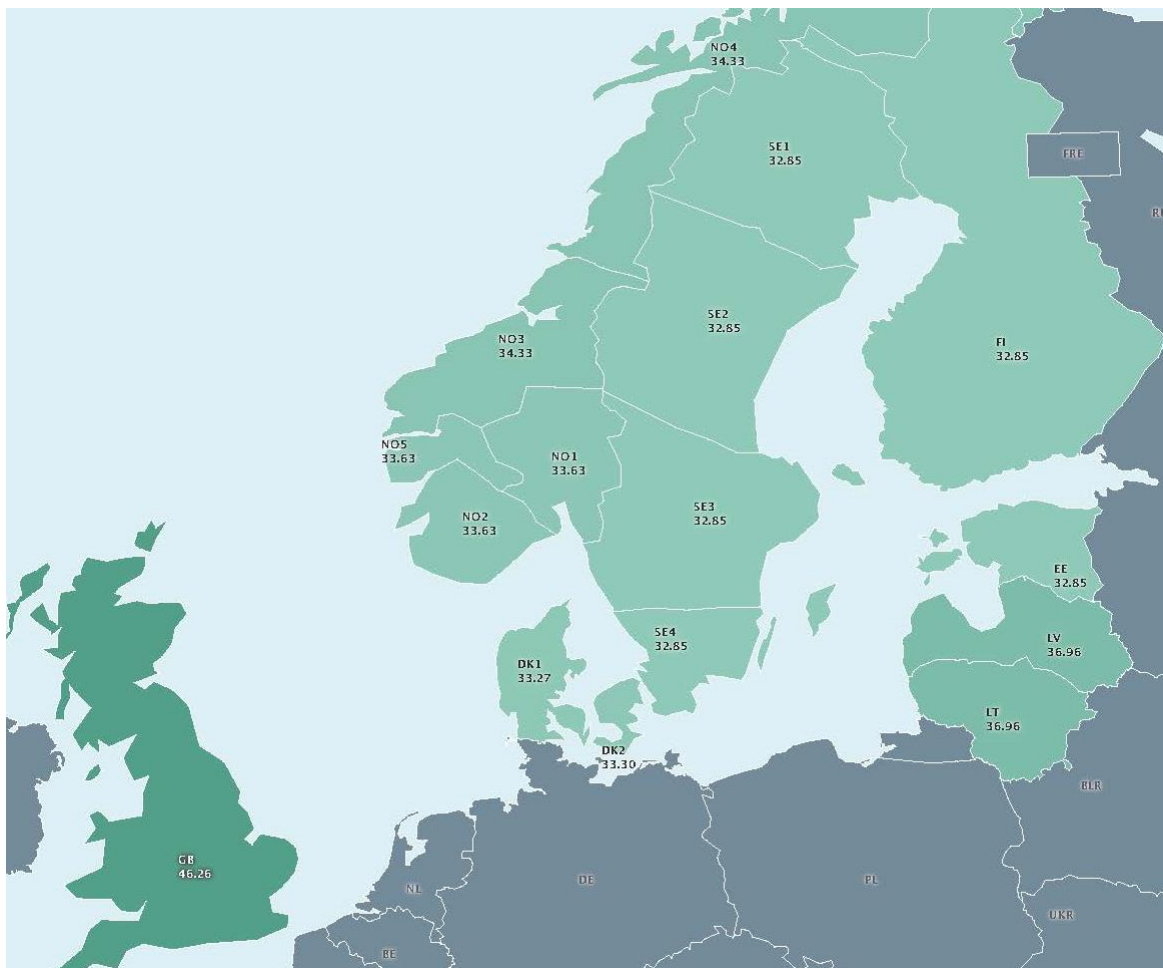 NO4
34.33
SE1
32.85
FRE
RU
SE2
32.85
NO3
34.33
FI
32.85
NO5
33.63
NO1
33.63
NO2
33.63
SE3
32.85
EE
32.85
SE4
32.85
LV
36.96
DK1
33.27
LT
36.96
DK2
33.30
BLR
GB
46.26
NL
DE
PL
UKR
BE